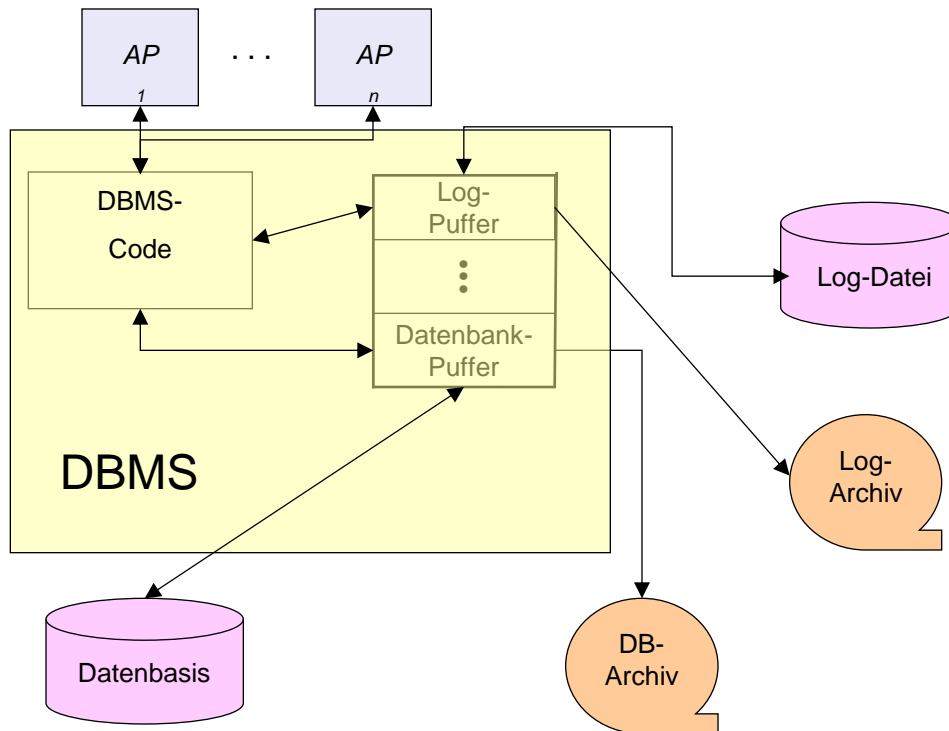 AP
1
. . .
AP
n
DBMS-
Code
Log-
Puffer
Datenbank-
Puffer
Log-Datei
DBMS
Log-
Archiv
Datenbasis
DB-
Archiv